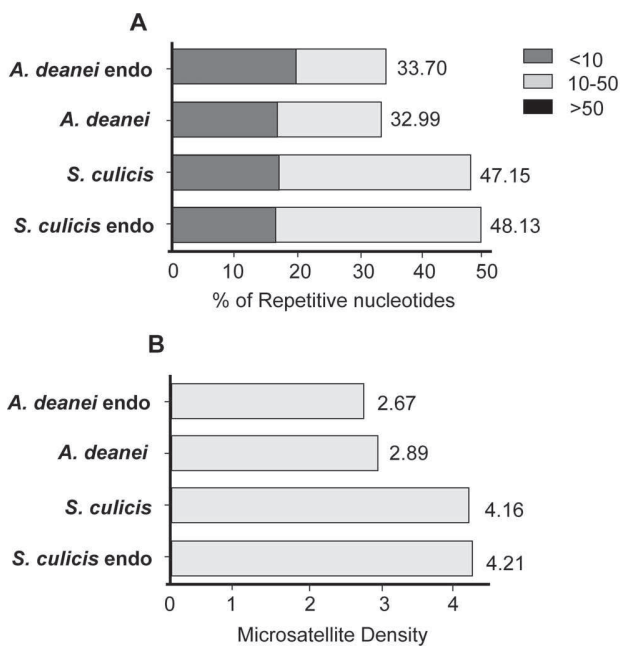 A
A. deanei endo 33.70
A. deanei 32.99
S. culicis 47.15
S. culicis endo 48.13
0 10 20 30 40 50
% of Repetitive nucleotides
<10
10-50
>50
B
A. deanei endo 2.67
A. deanei 2.89
S. culicis 4.16
S. culicis endo 4.21
0 1 2 3 4
Microsatellite Density